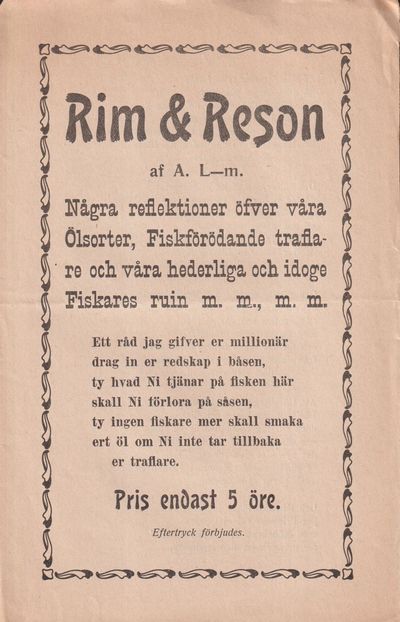 Rim & Reson
af A. L—m.
Några reflektioner öfver våra
Ölsorter, Fiskförödande trafla-
re och våra hederliga och idoge
Fiskares ruin m. m., m. m.
Ett råd jag gifver er millionär
drag in er redskap i båsen,
ty hvad Ni tjänar på fisken här
skall Ni förlora på såsen,
ty ingen fiskare mer skall smaka
ert öl om Ni inte tar tillbaka
er traflare.
Pris endast 5 öre.
Eftertryck förbjudes.